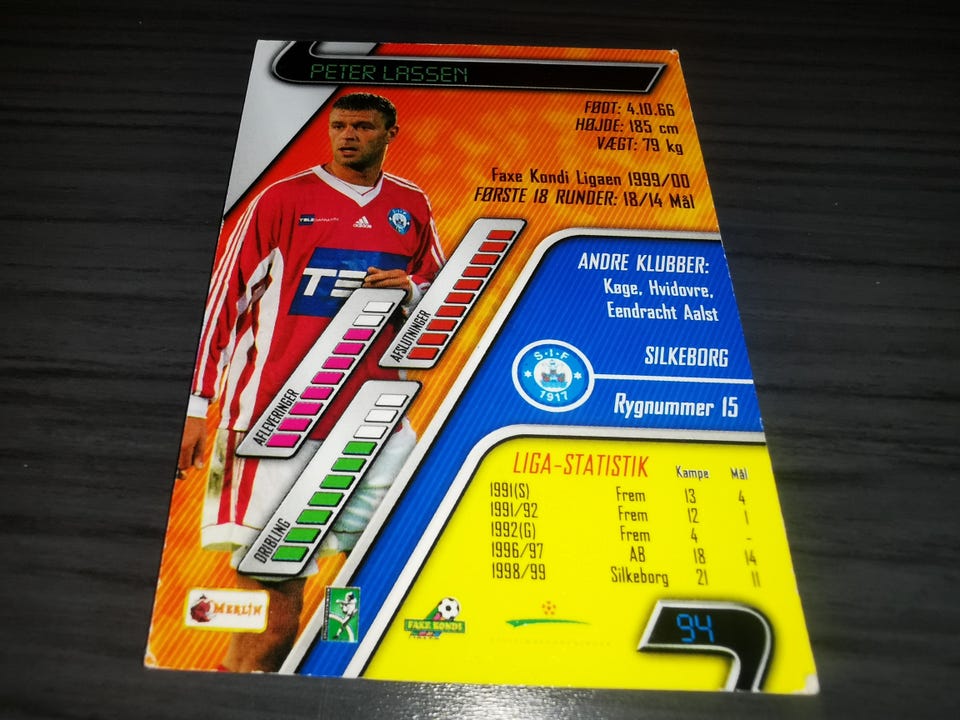 PETER LASSEN
FØDT: 4.10.66
HØJDE: 185 cm
VÆGT: 79 kg
Faxe Kondi Ligaen 1999/00
FØRSTE 18 RUNDER: 18/14 Mål
TELEDANMARK
adidas
S·I·F
TE
AFSLUTNINGER
AFLEVERINGER
DRIBLING
ANDRE KLUBBER:
Køge, Hvidovre,
Eendracht Aalst
S·I·F
1917
SILKEBORG
Rygnummer 15
LIGA-STATISTIK Kampe Mål
1991(S) Frem 13 4
1991/92 Frem 12 1
1992(G) Frem 4 -
1996/97 AB 18 14
1998/99 Silkeborg 21 11
MERLIN
FAXE KONDI
94